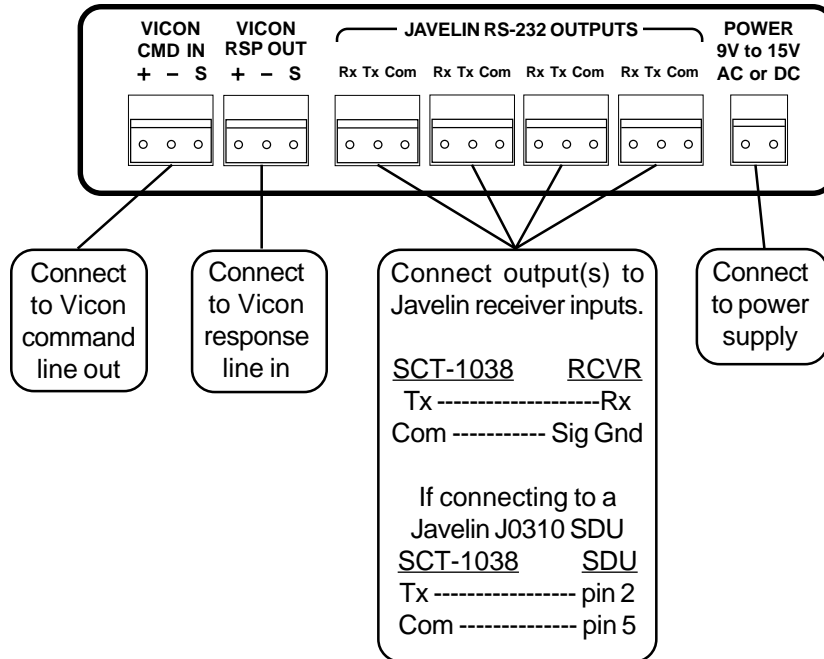 VICON
CMD IN
+ – S
VICON
RSP OUT
+ – S
JAVELIN RS-232 OUTPUTS
Rx Tx Com Rx Tx Com Rx Tx Com Rx Tx Com
POWER
9V to 15V
AC or DC
Connect
to Vicon
command
line out
Connect
to Vicon
response
line in
Connect output(s) to
Javelin receiver inputs.
SCT-1038 RCVR
Tx --------------------Rx
Com ----------- Sig Gnd
If connecting to a
Javelin J0310 SDU
SCT-1038 SDU
Tx ----------------- pin 2
Com -------------- pin 5
Connect
to power
supply